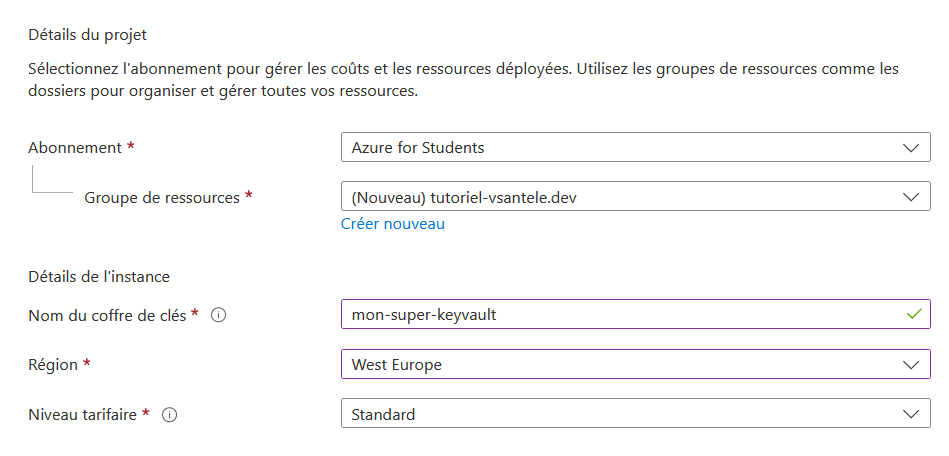 Détails du projet
Sélectionnez l'abonnement pour gérer les coûts et les ressources déployées. Utilisez les groupes de ressources comme les
dossiers pour organiser et gérer toutes vos ressources.
Abonnement *
Azure for Students
Groupe de ressources *
(Nouveau) tutoriel-vsantele.dev
Créer nouveau
Détails de l'instance
Nom du coffre de clés *
mon-super-keyvault
Région *
West Europe
Niveau tarifaire *
Standard